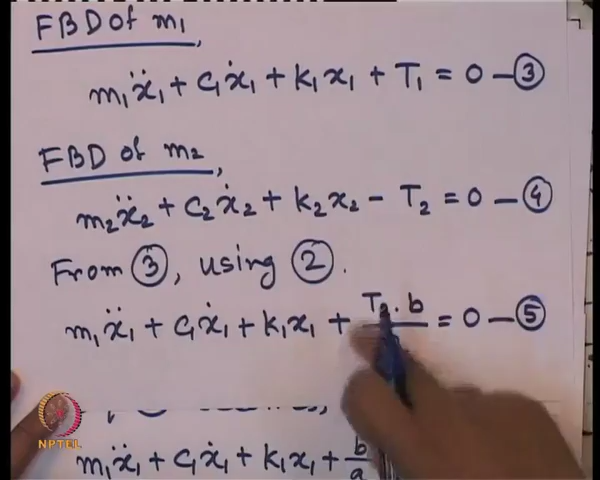 FBD of m₁,
m₁ẍ₁ + C₁ẋ₁ + K₁x₁ + T₁ = 0 — ③
FBD of m₂,
m₂ẍ₂ + C₂ẋ₂ + K₂x₂ - T₂ = 0 — ④
From ③, using ②.
m₁ẍ₁ + C₁ẋ₁ + K₁x₁ + T₂·b = 0 — ⑤
m₁ẍ₁ + C₁ẋ₁ + K₁x₁ + b/a
NPTEL